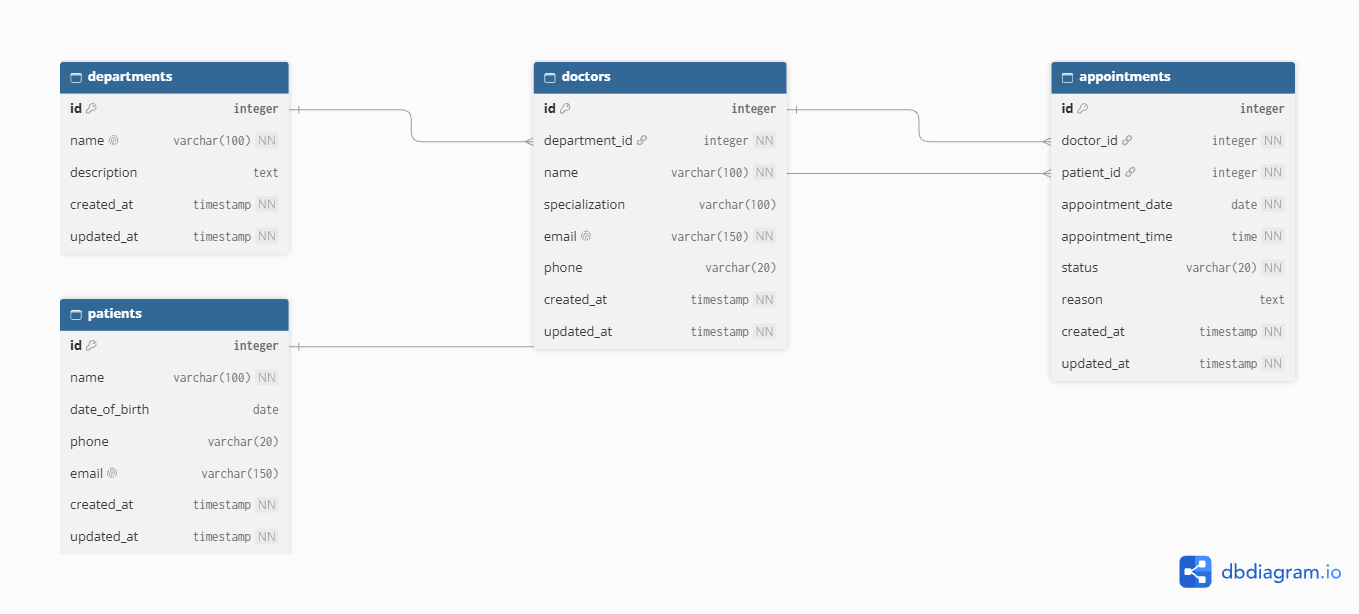 departments
id integer
name varchar(100) NN
description text
created_at timestamp NN
updated_at timestamp NN
patients
id integer
name varchar(100) NN
date_of_birth date
phone varchar(20)
email varchar(150)
created_at timestamp NN
updated_at timestamp NN
doctors
id integer
department_id integer NN
name varchar(100) NN
specialization varchar(100)
email varchar(150) NN
phone varchar(20)
created_at timestamp NN
updated_at timestamp NN
appointments
id integer
doctor_id integer NN
patient_id integer NN
appointment_date date NN
appointment_time time NN
status varchar(20) NN
reason text
created_at timestamp NN
updated_at timestamp NN
dbdiagram.io